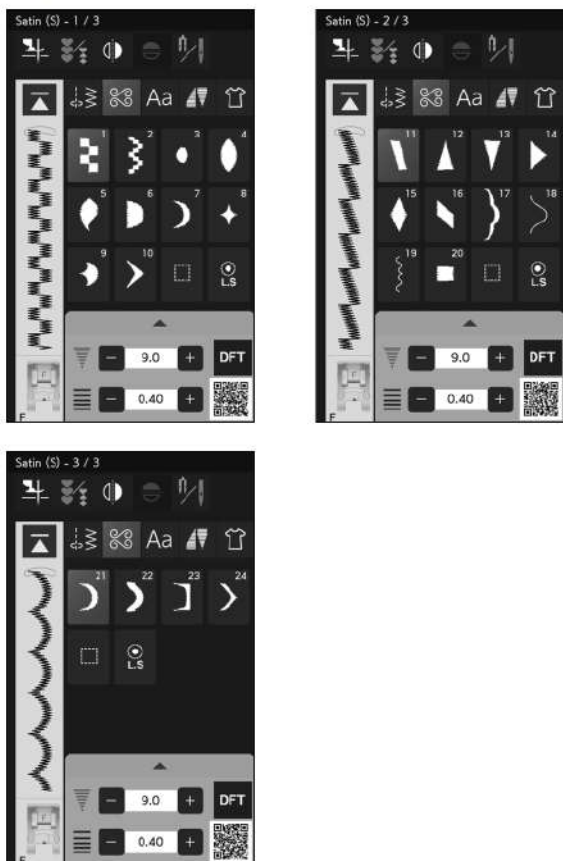 Satin (S) - 1 / 3
Aa
1 2 3 4
5 6 7 8
9 10
L.S
9.0 DFT
0.40
F
F
Satin (S) - 2 / 3
Aa
11 12 13 14
15 16 17 18
19 20
L.S
9.0 DFT
0.40
F
F
Satin (S) - 3 / 3
Aa
21 22 23 24
L.S
9.0 DFT
0.40
F
F